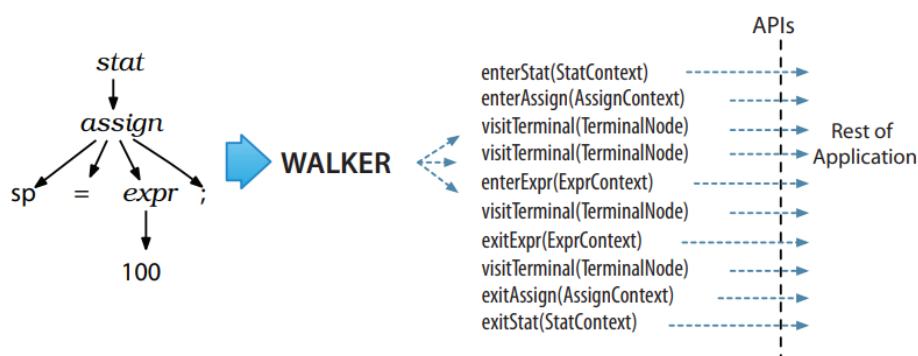 APIs
stat
assign
sp = expr ;
100
WALKER
enterStat(StatContext)
enterAssign(AssignContext)
visitTerminal(TerminalNode)
visitTerminal(TerminalNode)
enterExpr(ExprContext)
visitTerminal(TerminalNode)
exitExpr(ExprContext)
visitTerminal(TerminalNode)
exitAssign(AssignContext)
exitStat(StatContext)
Rest of
Application